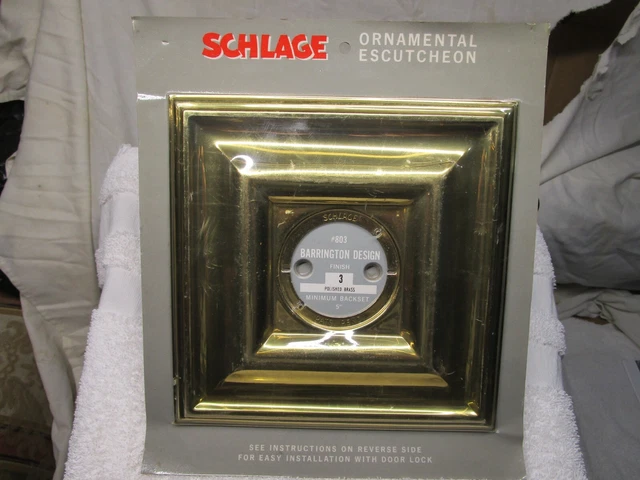 SCHLAGE
ORNAMENTAL
ESCUTCHEON
SCHLAGE
#803
BARRINGTON DESIGN
FINISH
3
POLISHED BRASS
MINIMUM BACKSET
5"
SEE INSTRUCTIONS ON REVERSE SIDE
FOR EASY INSTALLATION WITH DOOR LOCK